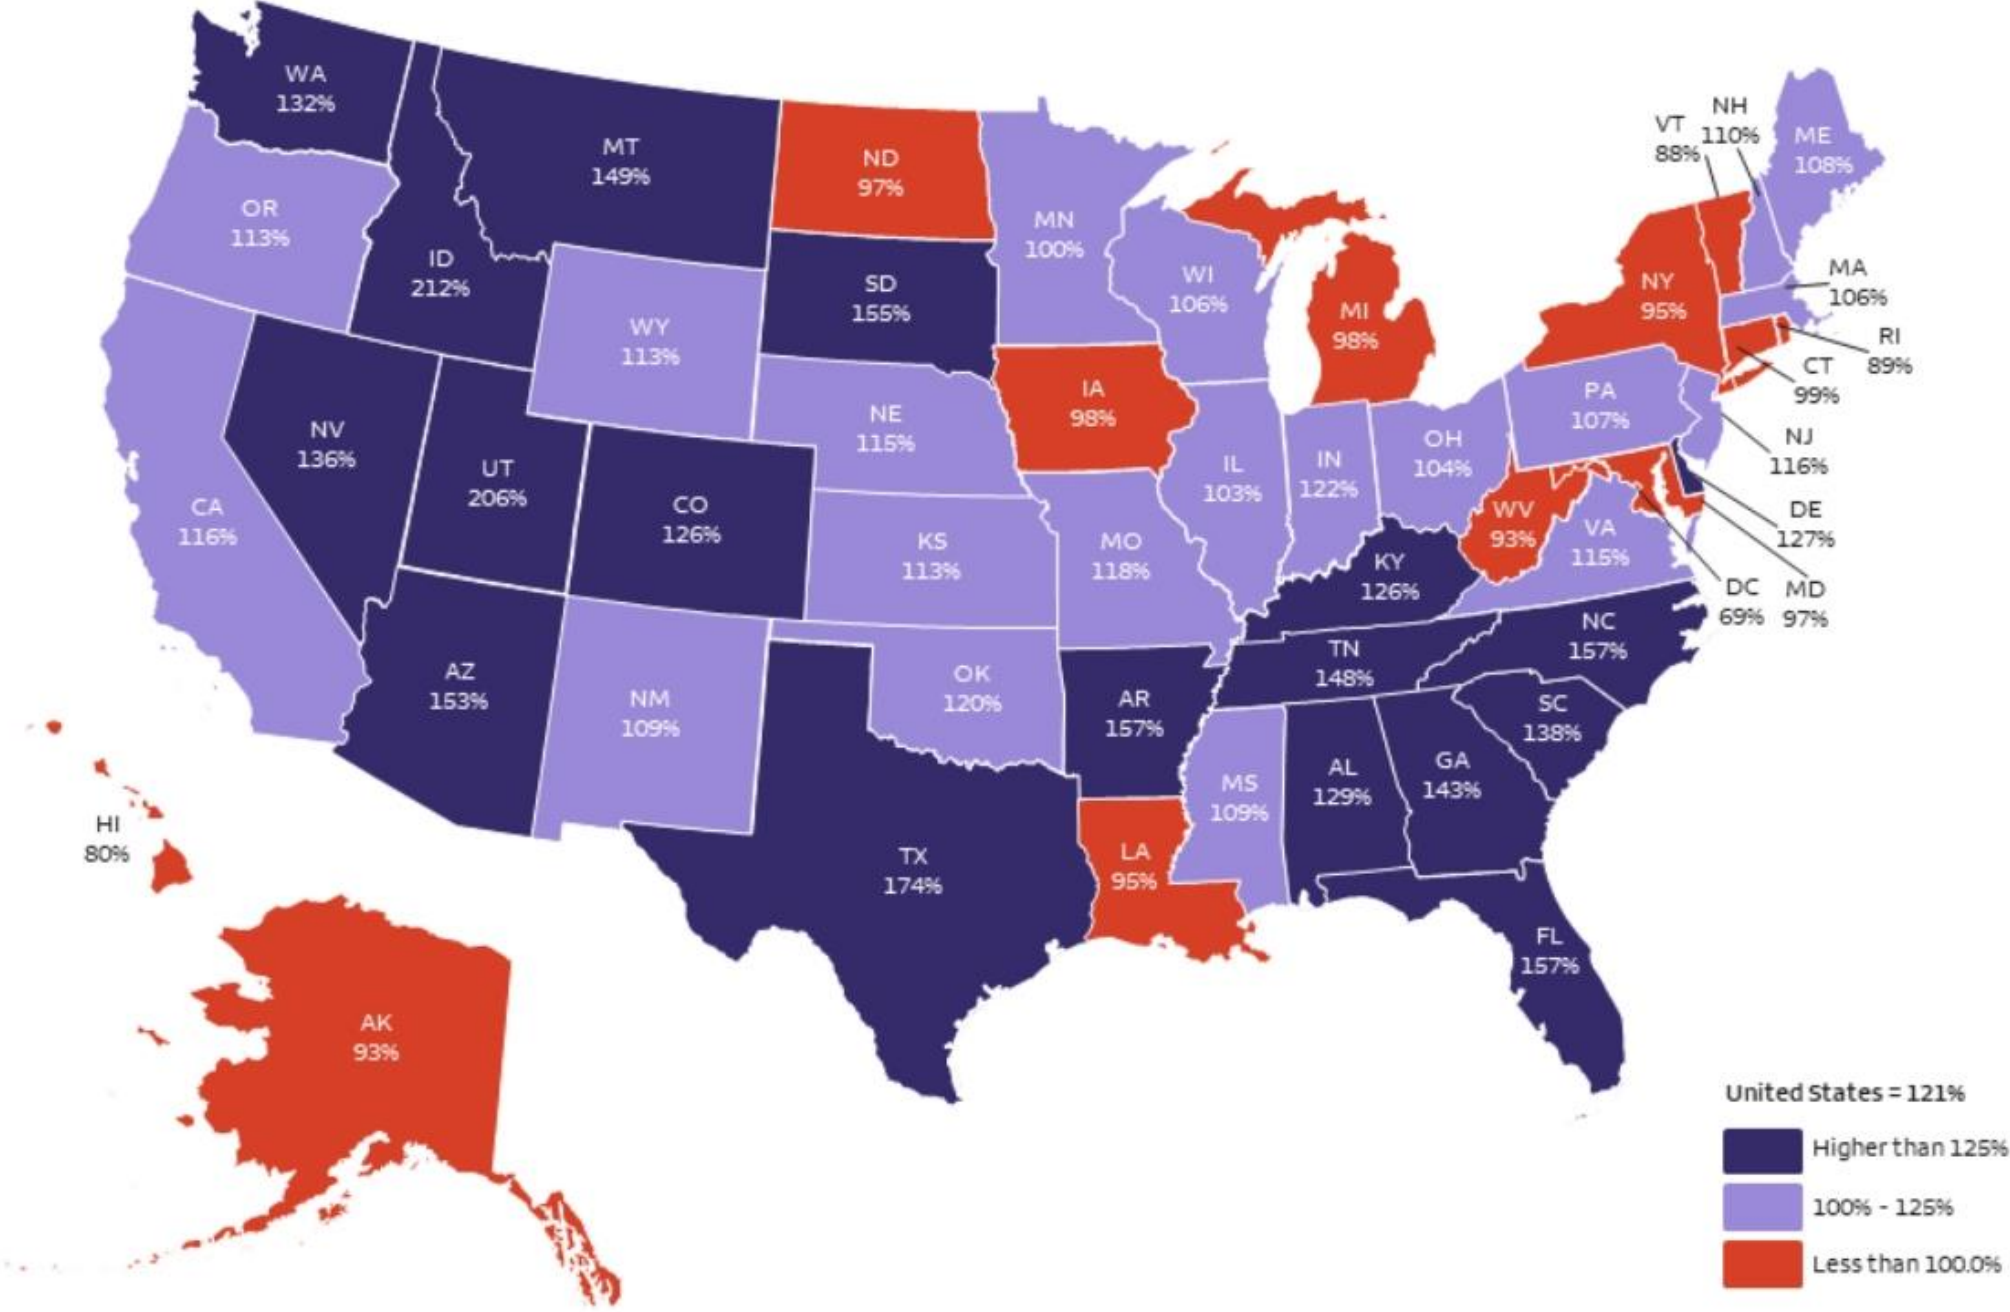 WA
132%
MT
149%
ND
97%
OR
113%
ID
212%
MN
100%
VT
88%
NH
110%
ME
108%
SD
155%
WI
106%
WY
113%
MI
98%
NY
95%
MA
106%
RI
89%
CT
99%
IA
98%
NE
115%
PA
107%
NJ
116%
NV
136%
UT
206%
CO
126%
CA
116%
KS
113%
MO
118%
IL
103%
IN
122%
OH
104%
WV
93%
VA
115%
KY
126%
DE
127%
DC
69%
MD
97%
NC
157%
TN
148%
AZ
153%
NM
109%
OK
120%
AR
157%
SC
138%
MS
109%
AL
129%
GA
143%
HI
80%
TX
174%
LA
95%
FL
157%
AK
93%
United States = 121%
Higher than 125%
100% - 125%
Less than 100.0%